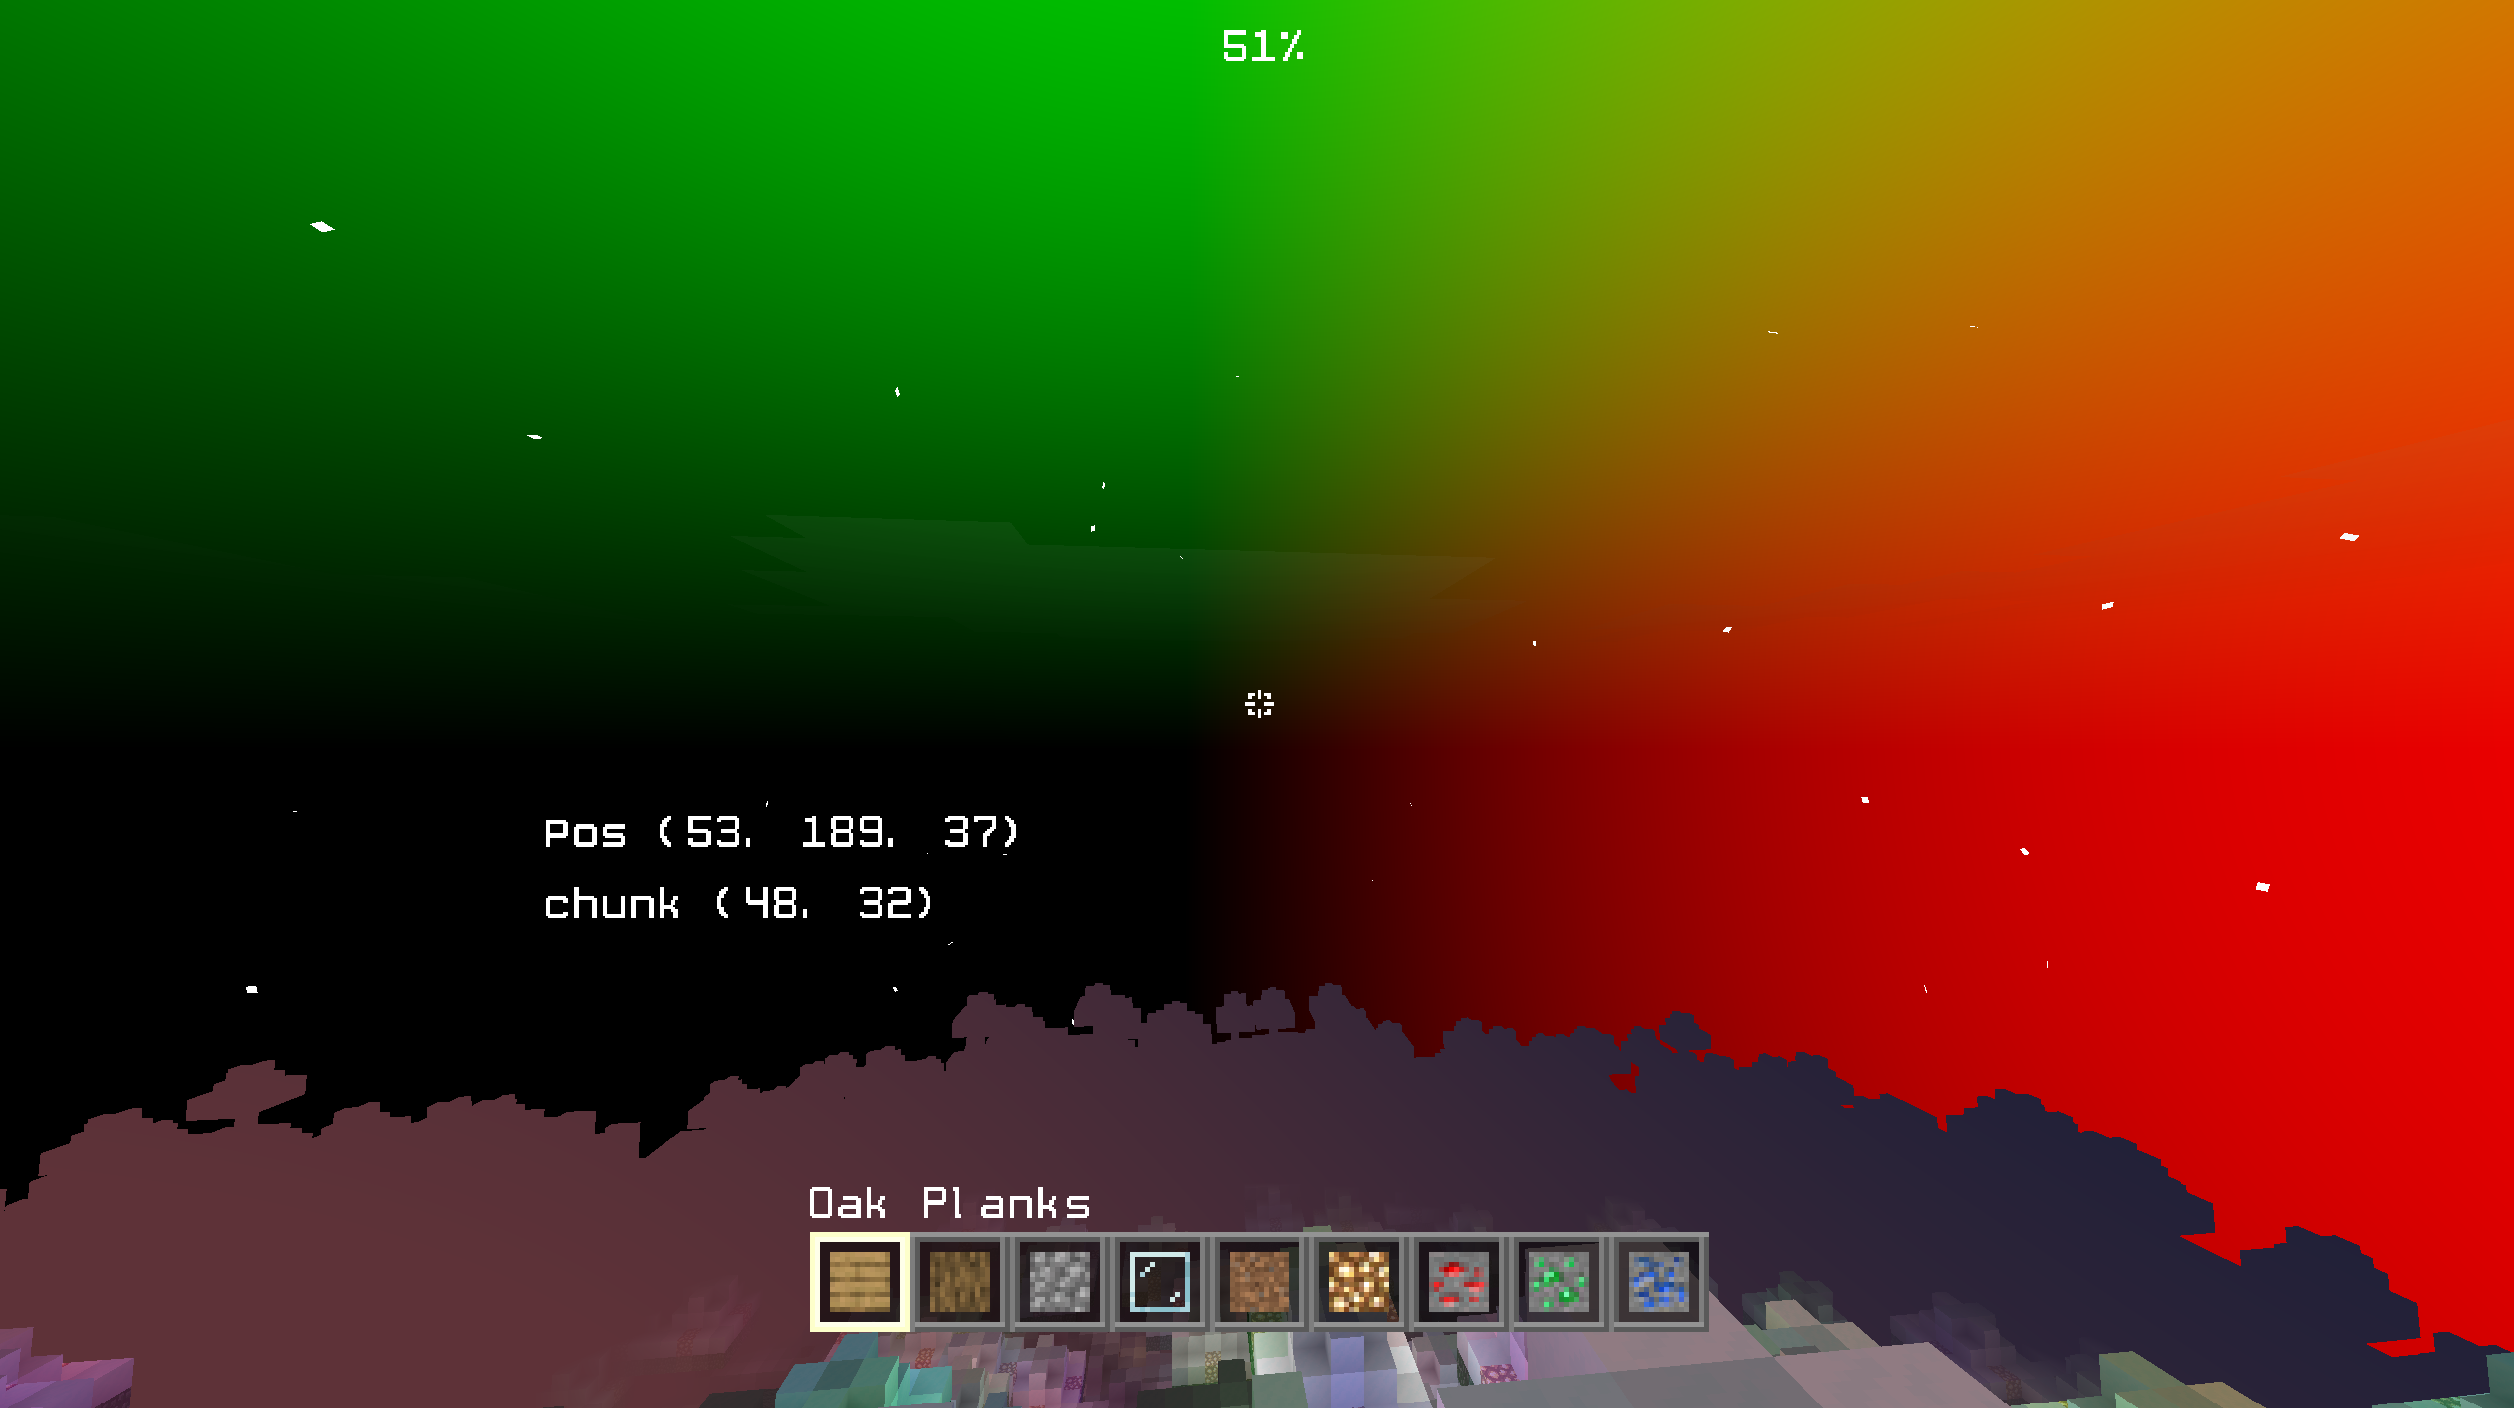 51%
Pos (53, 189, 37)
chunk (48, 32)
Oak Planks